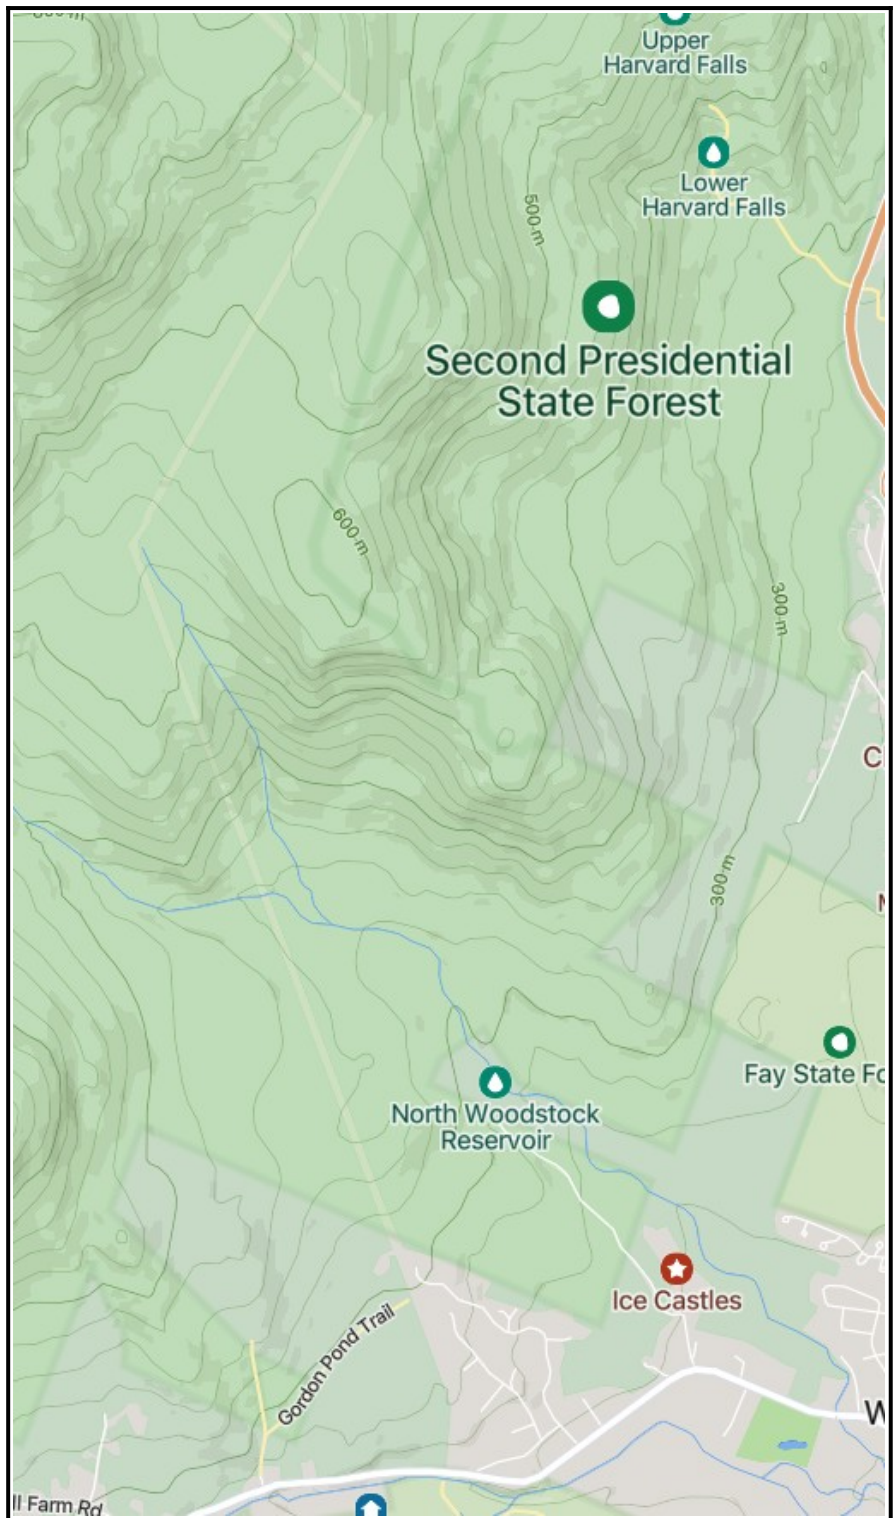 Upper
Harvard Falls
Lower
Harvard Falls
500 m
Second Presidential
State Forest
600 m
300 m
C
300 m
Fay State Fo
North Woodstock
Reservoir
Ice Castles
Gordon Pond Trail
W
ll Farm Rd